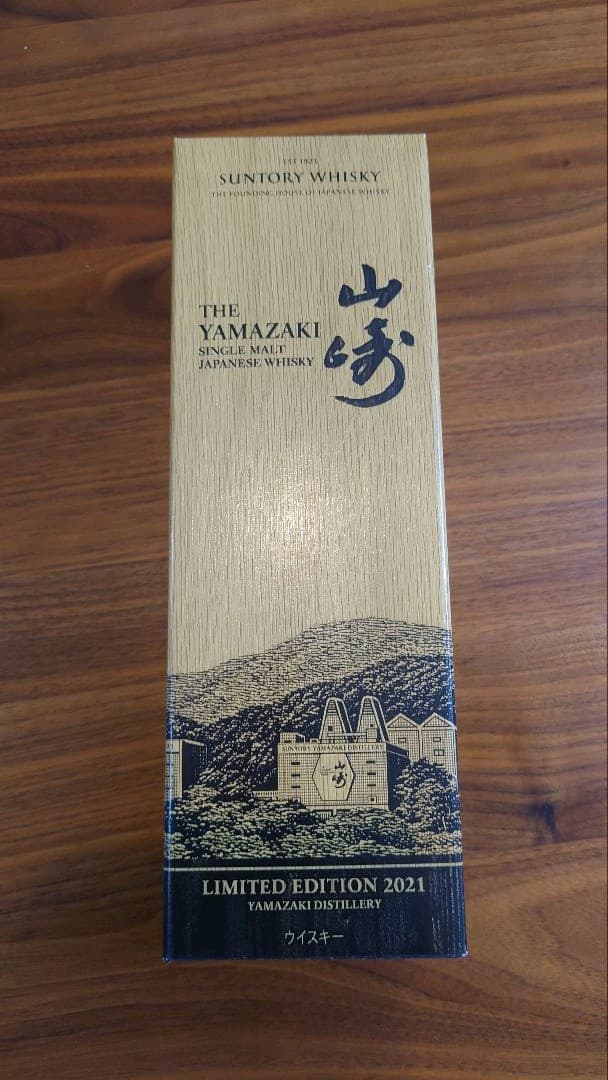 EST 1923
SUNTORY WHISKY
THE FOUNDING HOUSE OF JAPANESE WHISKY
山崎
THE
YAMAZAKI
SINGLE MALT
JAPANESE WHISKY
SUNTORY YAMAZAKI DISTILLERY
山崎
LIMITED EDITION 2021
YAMAZAKI DISTILLERY
ウイスキー